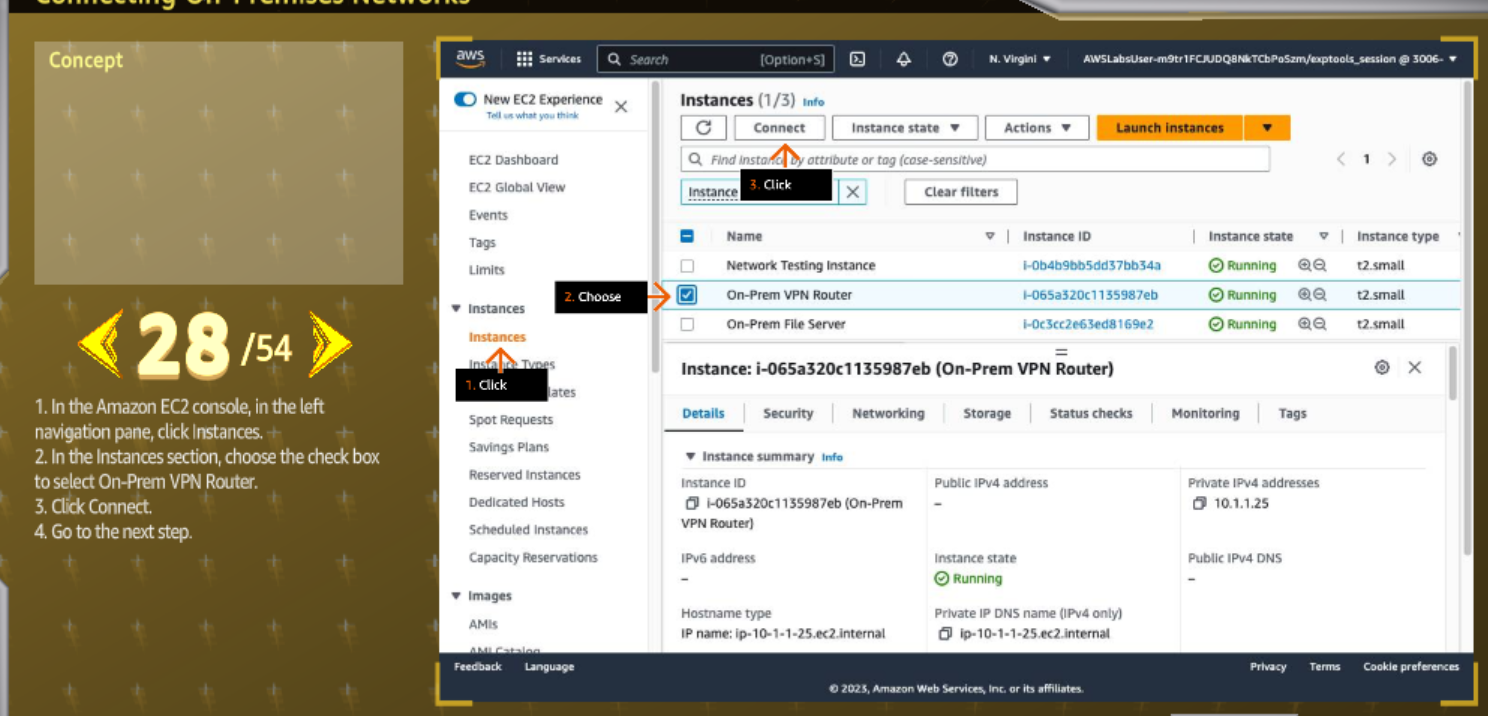 Connecting On-Premises Networks
Concept
28 /54
1. In the Amazon EC2 console, in the left
navigation pane, click Instances.
2. In the Instances section, choose the check box
to select On-Prem VPN Router.
3. Click Connect.
4. Go to the next step.
aws Services Search [Option+S] N. Virgini AWSLabsUser-m9tr1FCJUDQ8NkTCbPoSzm/exptools_session @ 3006-
New EC2 Experience
Tell us what you think
EC2 Dashboard
EC2 Global View
Events
Tags
Limits
Instances
Instances
Instance Types
1. Click
Spot Requests
Savings Plans
Reserved Instances
Dedicated Hosts
Scheduled Instances
Capacity Reservations
Images
AMIs
AMI Catalog
Instances (1/3) Info
Connect Instance state Actions Launch instances
Find instance by attribute or tag (case-sensitive)
1
3. Click
Instance
Clear filters
Name Instance ID Instance state Instance type
Network Testing Instance i-0b4b9bb5dd37bb34a Running t2.small
2. Choose
On-Prem VPN Router i-065a320c1135987eb Running t2.small
On-Prem File Server i-0c3cc2e63ed8169e2 Running t2.small
Instance: i-065a320c1135987eb (On-Prem VPN Router)
Details Security Networking Storage Status checks Monitoring Tags
Instance summary Info
Instance ID Public IPv4 address Private IPv4 addresses
i-065a320c1135987eb (On-Prem – 10.1.1.25
VPN Router)
IPv6 address Instance state Public IPv4 DNS
– Running –
Hostname type Private IP DNS name (IPv4 only)
IP name: ip-10-1-1-25.ec2.internal ip-10-1-1-25.ec2.internal
Feedback Language Privacy Terms Cookie preferences
© 2023, Amazon Web Services, Inc. or its affiliates.